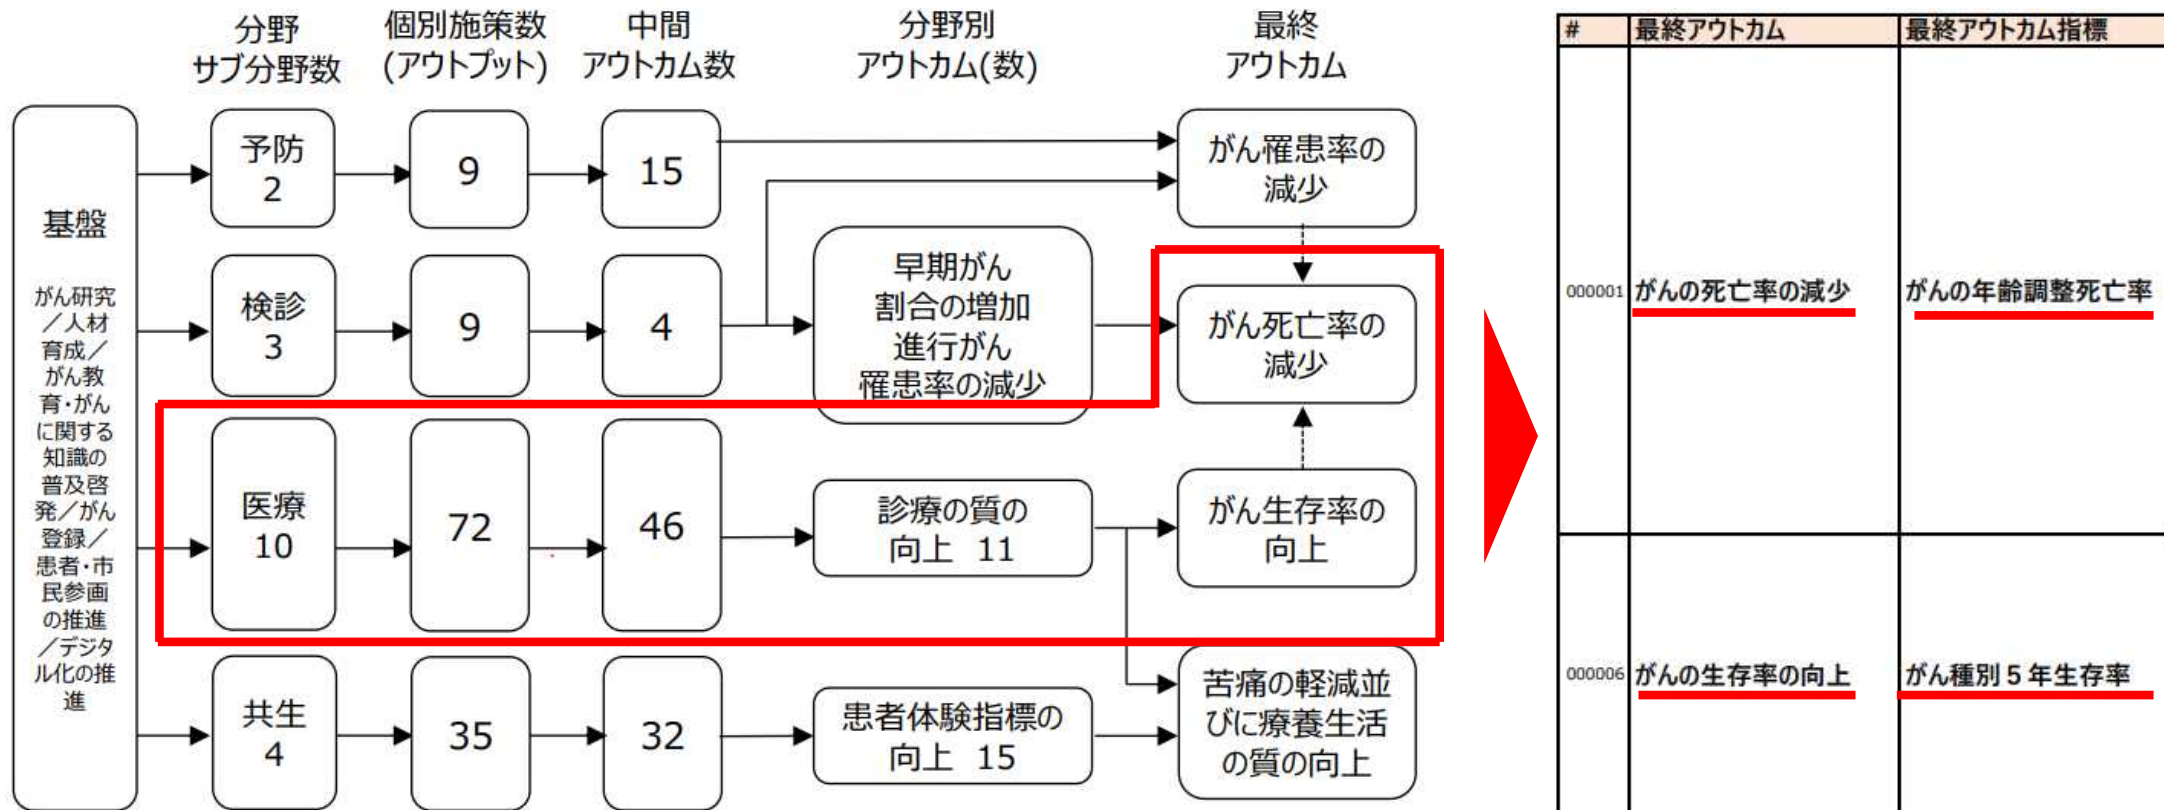 分野
サブ分野数
個別施策数
(アウトプット)
中間
アウトカム数
分野別
アウトカム(数)
最終
アウトカム
基盤
がん研究
／人材
育成／
がん教
育・がん
に関する
知識の
普及啓
発／がん
登録／
患者・市
民参画
の推進
／デジタ
ル化の推
進
予防
2
9
15
がん罹患率の
減少
検診
3
9
4
早期がん
割合の増加
進行がん
罹患率の減少
がん死亡率の
減少
医療
10
72
46
診療の質の
向上 11
がん生存率の
向上
共生
4
35
32
患者体験指標の
向上 15
苦痛の軽減並
びに療養生活
の質の向上
# 最終アウトカム 最終アウトカム指標
000001 がんの死亡率の減少 がんの年齢調整死亡率
000006 がんの生存率の向上 がん種別５年生存率